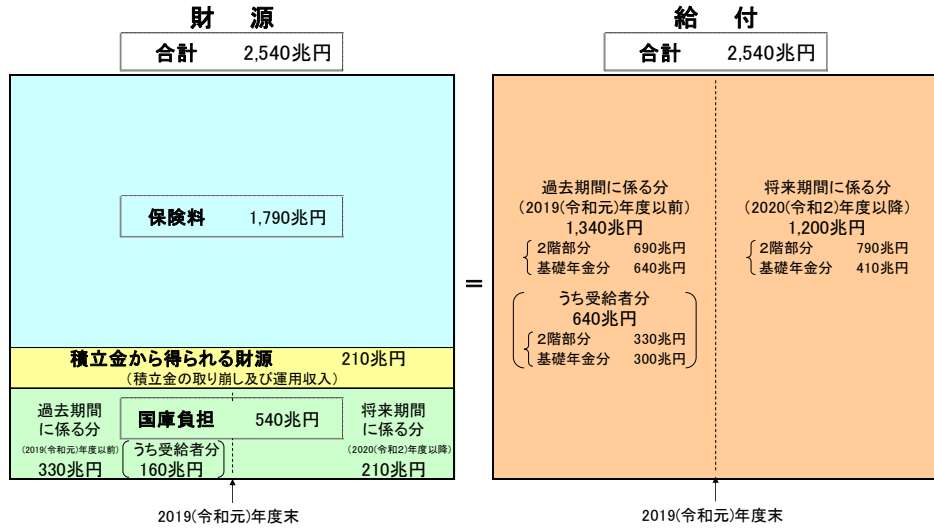 財 源
合計 2,540兆円
保険料 1,790兆円
積立金から得られる財源 210兆円
(積立金の取り崩し及び運用収入)
過去期間
に係る分
(2019(令和元)年度以前)
330兆円
国庫負担 540兆円
うち受給者分
160兆円
将来期間
に係る分
(2020(令和2)年度以降)
210兆円
2019(令和元)年度末
=
給 付
合計 2,540兆円
過去期間に係る分
(2019(令和元)年度以前)
1,340兆円
2階部分 690兆円
基礎年金分 640兆円
うち受給者分
640兆円
2階部分 330兆円
基礎年金分 300兆円
将来期間に係る分
(2020(令和2)年度以降)
1,200兆円
2階部分 790兆円
基礎年金分 410兆円
2019(令和元)年度末